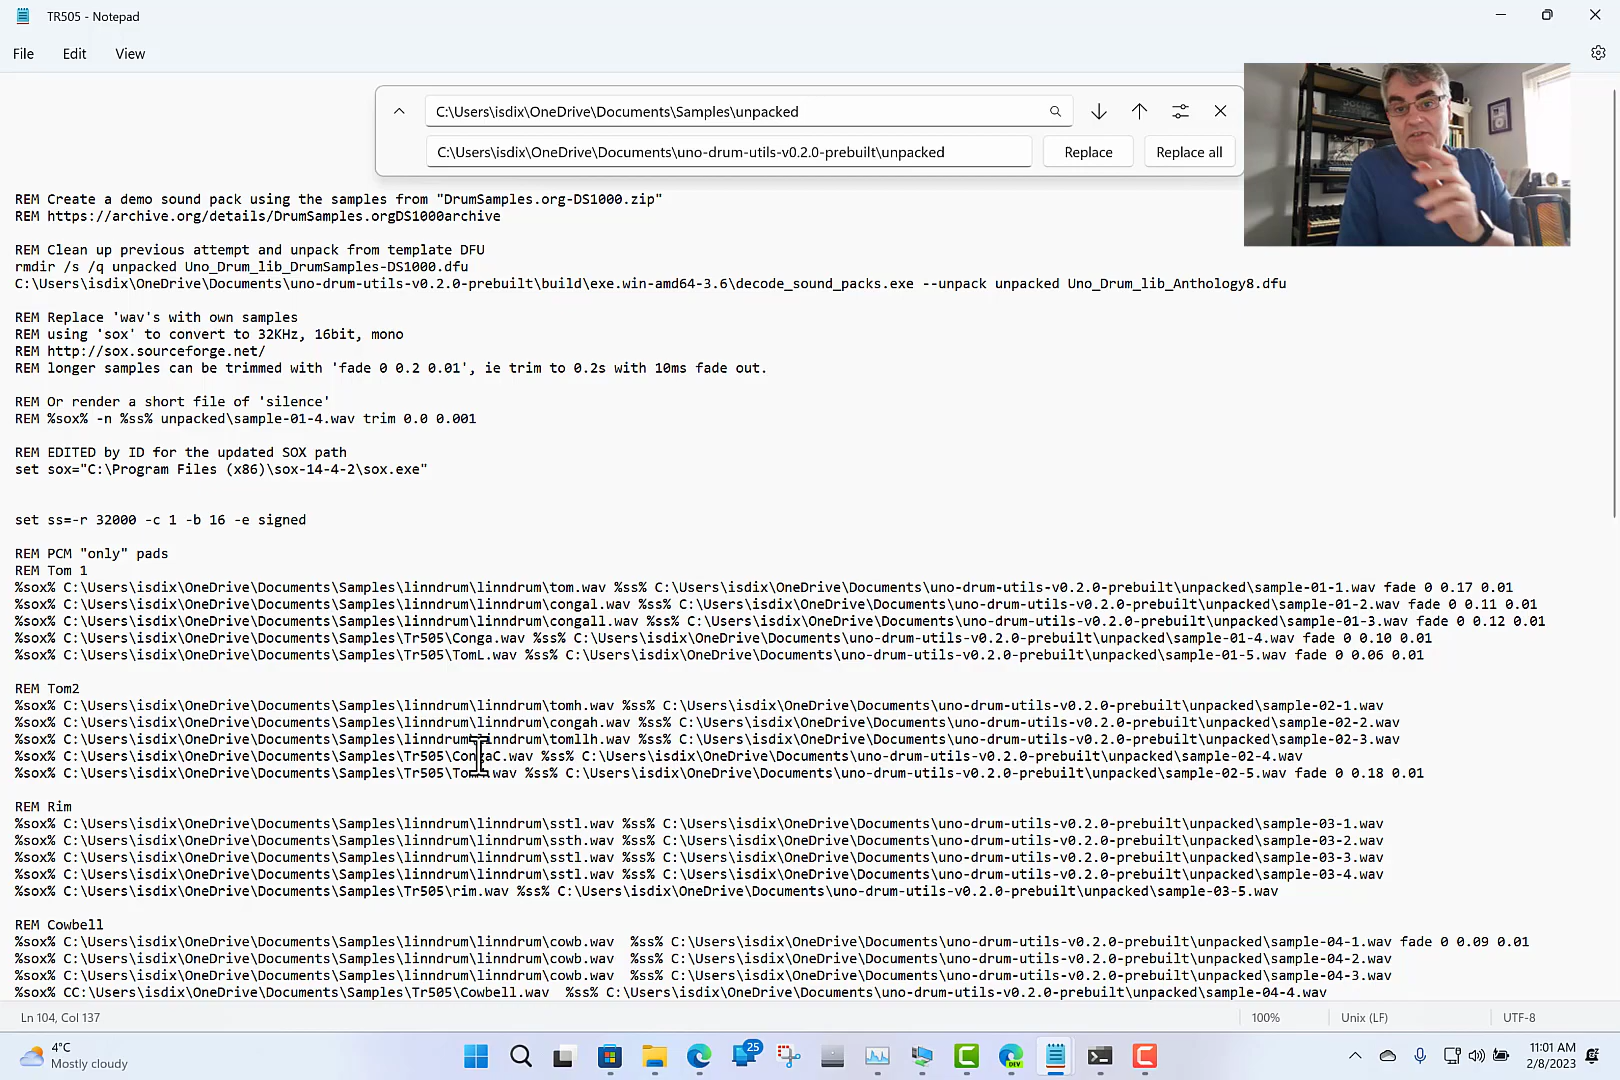 TR505 - Notepad
File Edit View
C:\Users\isdix\OneDrive\Documents\Samples\unpacked
C:\Users\isdix\OneDrive\Documents\uno-drum-utils-v0.2.0-prebuilt\unpacked Replace Replace all
REM Create a demo sound pack using the samples from "DrumSamples.org-DS1000.zip"
REM https://archive.org/details/DrumSamples.orgDS1000archive
REM Clean up previous attempt and unpack from template DFU
rmdir /s /q unpacked Uno_Drum_lib_DrumSamples-DS1000.dfu
C:\Users\isdix\OneDrive\Documents\uno-drum-utils-v0.2.0-prebuilt\build\exe.win-amd64-3.6\decode_sound_packs.exe --unpack unpacked Uno_Drum_lib_Anthology8.dfu
REM Replace 'wav's with own samples
REM using 'sox' to convert to 32KHz, 16bit, mono
REM http://sox.sourceforge.net/
REM longer samples can be trimmed with 'fade 0 0.2 0.01', ie trim to 0.2s with 10ms fade out.
REM Or render a short file of 'silence'
REM %sox% -n %ss% unpacked\sample-01-4.wav trim 0.0 0.001
REM EDITED by ID for the updated SOX path
set sox="C:\Program Files (x86)\sox-14-4-2\sox.exe"
set ss=-r 32000 -c 1 -b 16 -e signed
REM PCM "only" pads
REM Tom 1
%sox% C:\Users\isdix\OneDrive\Documents\Samples\linndrum\linndrum\tom.wav %ss% C:\Users\isdix\OneDrive\Documents\uno-drum-utils-v0.2.0-prebuilt\unpacked\sample-01-1.wav fade 0 0.17 0.01
%sox% C:\Users\isdix\OneDrive\Documents\Samples\linndrum\linndrum\congal.wav %ss% C:\Users\isdix\OneDrive\Documents\uno-drum-utils-v0.2.0-prebuilt\unpacked\sample-01-2.wav fade 0 0.11 0.01
%sox% C:\Users\isdix\OneDrive\Documents\Samples\linndrum\linndrum\congall.wav %ss% C:\Users\isdix\OneDrive\Documents\uno-drum-utils-v0.2.0-prebuilt\unpacked\sample-01-3.wav fade 0 0.12 0.01
%sox% C:\Users\isdix\OneDrive\Documents\Samples\Tr505\Conga.wav %ss% C:\Users\isdix\OneDrive\Documents\uno-drum-utils-v0.2.0-prebuilt\unpacked\sample-01-4.wav fade 0 0.10 0.01
%sox% C:\Users\isdix\OneDrive\Documents\Samples\Tr505\TomL.wav %ss% C:\Users\isdix\OneDrive\Documents\uno-drum-utils-v0.2.0-prebuilt\unpacked\sample-01-5.wav fade 0 0.06 0.01
REM Tom2
%sox% C:\Users\isdix\OneDrive\Documents\Samples\linndrum\linndrum\tomh.wav %ss% C:\Users\isdix\OneDrive\Documents\uno-drum-utils-v0.2.0-prebuilt\unpacked\sample-02-1.wav
%sox% C:\Users\isdix\OneDrive\Documents\Samples\linndrum\linndrum\congah.wav %ss% C:\Users\isdix\OneDrive\Documents\uno-drum-utils-v0.2.0-prebuilt\unpacked\sample-02-2.wav
%sox% C:\Users\isdix\OneDrive\Documents\Samples\linndrum\linndrum\tomllh.wav %ss% C:\Users\isdix\OneDrive\Documents\uno-drum-utils-v0.2.0-prebuilt\unpacked\sample-02-3.wav
%sox% C:\Users\isdix\OneDrive\Documents\Samples\Tr505\CongaC.wav %ss% C:\Users\isdix\OneDrive\Documents\uno-drum-utils-v0.2.0-prebuilt\unpacked\sample-02-4.wav
%sox% %ss% C:\Users\isdix\OneDrive\Documents\uno-drum-utils-v0.2.0-prebuilt\unpacked\sample-02-5.wav fade 0 0.18 0.01
REM Rim
%sox% C:\Users\isdix\OneDrive\Documents\Samples\linndrum\linndrum\sstl.wav %ss% C:\Users\isdix\OneDrive\Documents\uno-drum-utils-v0.2.0-prebuilt\unpacked\sample-03-1.wav
%sox% C:\Users\isdix\OneDrive\Documents\Samples\linndrum\linndrum\ssth.wav %ss% C:\Users\isdix\OneDrive\Documents\uno-drum-utils-v0.2.0-prebuilt\unpacked\sample-03-2.wav
%sox% C:\Users\isdix\OneDrive\Documents\Samples\linndrum\linndrum\sstl.wav %ss% C:\Users\isdix\OneDrive\Documents\uno-drum-utils-v0.2.0-prebuilt\unpacked\sample-03-3.wav
%sox% C:\Users\isdix\OneDrive\Documents\Samples\linndrum\linndrum\sstl.wav %ss% C:\Users\isdix\OneDrive\Documents\uno-drum-utils-v0.2.0-prebuilt\unpacked\sample-03-4.wav
%sox% C:\Users\isdix\OneDrive\Documents\Samples\Tr505\rim.wav %ss% C:\Users\isdix\OneDrive\Documents\uno-drum-utils-v0.2.0-prebuilt\unpacked\sample-03-5.wav
REM Cowbell
%sox% C:\Users\isdix\OneDrive\Documents\Samples\linndrum\linndrum\cowb.wav %ss% C:\Users\isdix\OneDrive\Documents\uno-drum-utils-v0.2.0-prebuilt\unpacked\sample-04-1.wav fade 0 0.09 0.01
%sox% C:\Users\isdix\OneDrive\Documents\Samples\linndrum\linndrum\cowb.wav %ss% C:\Users\isdix\OneDrive\Documents\uno-drum-utils-v0.2.0-prebuilt\unpacked\sample-04-2.wav
%sox% C:\Users\isdix\OneDrive\Documents\Samples\linndrum\linndrum\cowb.wav %ss% C:\Users\isdix\OneDrive\Documents\uno-drum-utils-v0.2.0-prebuilt\unpacked\sample-04-3.wav
%sox% CC:\Users\isdix\OneDrive\Documents\Samples\Tr505\Cowbell.wav %ss% C:\Users\isdix\OneDrive\Documents\uno-drum-utils-v0.2.0-prebuilt\unpacked\sample-04-4.wav
Ln 104, Col 137 100% Unix (LF) UTF-8
4°C
Mostly cloudy
25
DEV
11:01 AM
2/8/2023